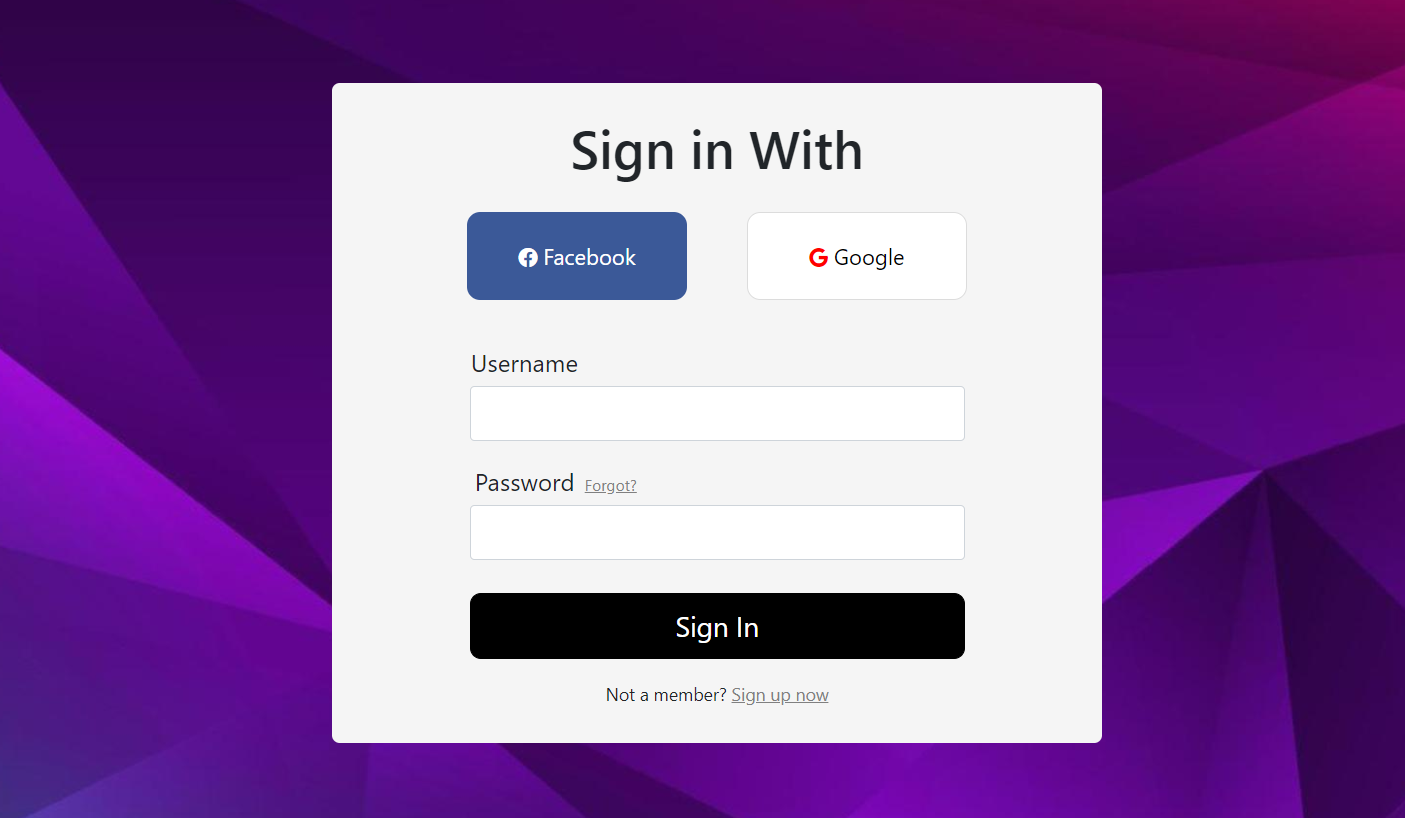 Sign in With
Facebook
Google
Username
Password Forgot?
Sign In
Not a member? Sign up now